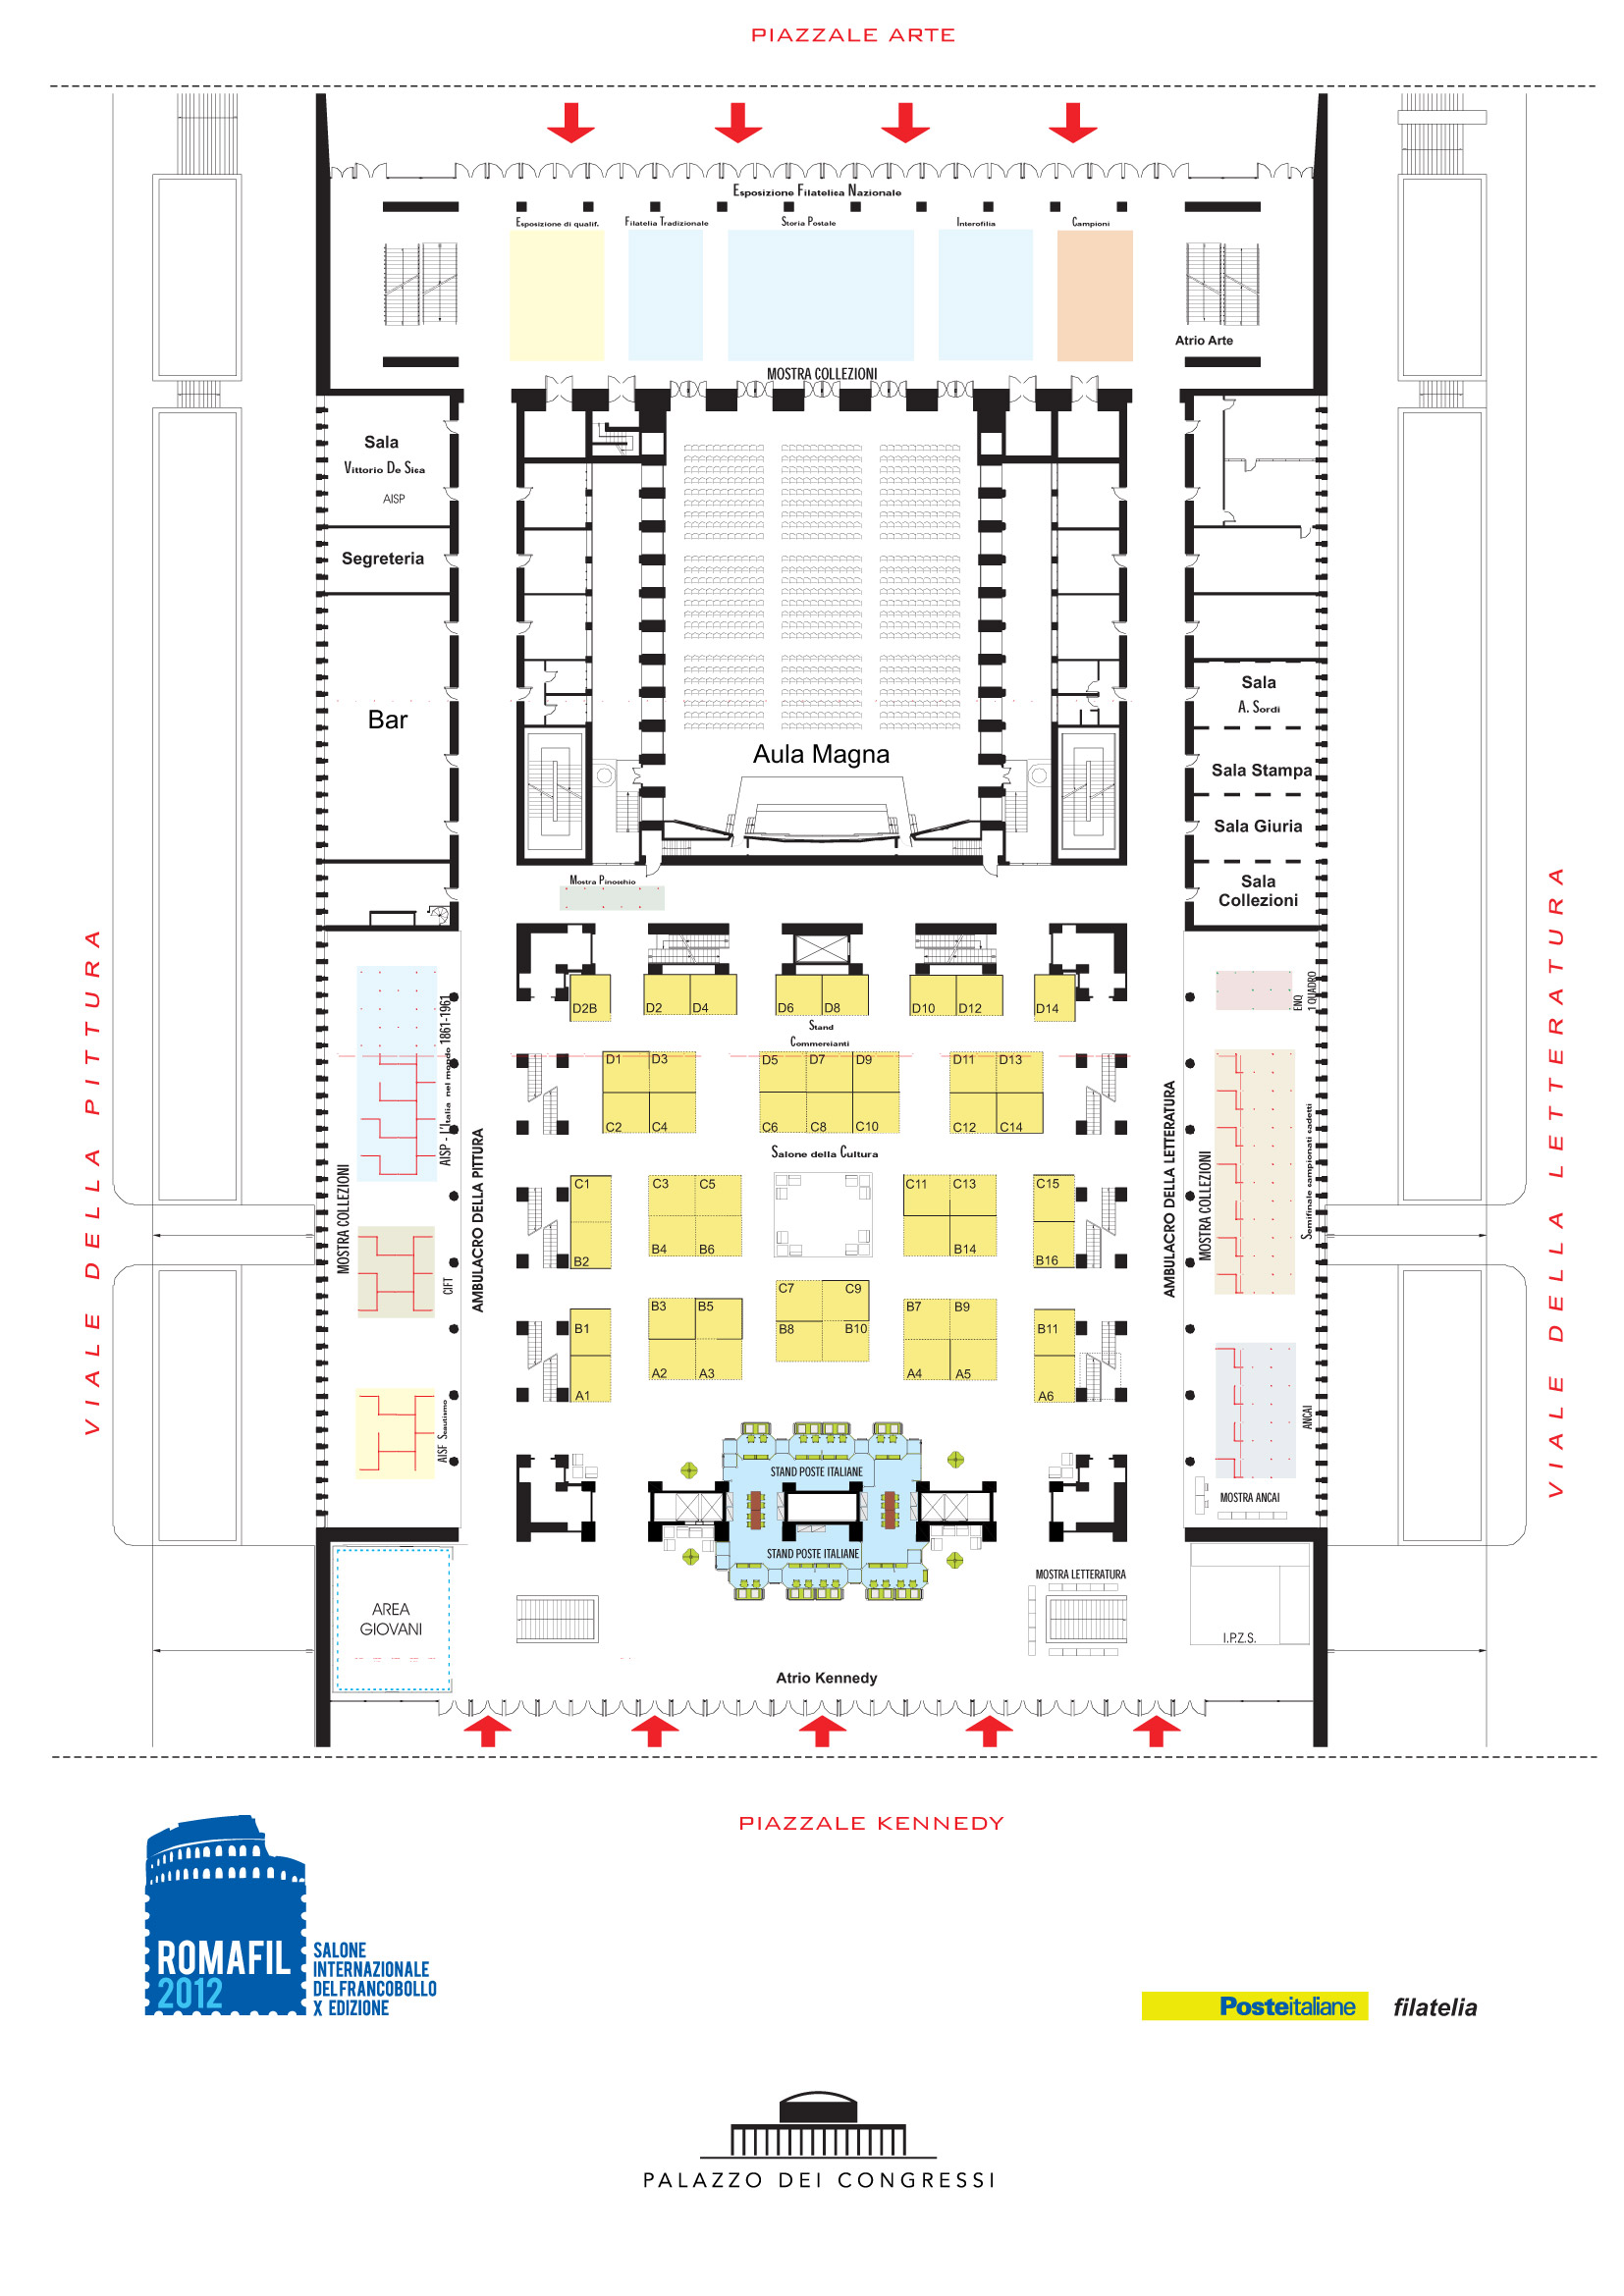 PIAZZALE ARTE
Esposizione Filatelica Nazionale
Esposizione di qualif.
Filatelia Tradizionale
Storia Postale
Interofilia
Campioni
Atrio Arte
MOSTRA COLLEZIONI
Sala
Vittorio De Sica
AISP
Segreteria
Bar
Aula Magna
Sala
A. Sordi
Sala Stampa
Sala Giuria
Sala
Collezioni
Mostra Pinocchio
VIALE DELLA PITTURA
VIALE DELLA LETTERATURA
D2B
D2
D4
D6
D8
D10
D12
D14
Stand
Commercianti
D1
D3
D5
D7
D9
D11
D13
C2
C4
C6
C8
C10
C12
C14
Salone della Cultura
C1
C3
C5
C11
C13
C15
B2
B4
B6
B14
B16
C7
C9
B1
B3
B5
B8
B10
B7
B9
B11
A1
A2
A3
A4
A5
A6
MOSTRA COLLEZIONI
AISP - L'Italia nel mondo 1861-1961
CIFT
AISF Scautismo
AMBULACRO DELLA PITTURA
AMBULACRO DELLA LETTERATURA
MOSTRA COLLEZIONI
ENQ
1 QUADRO
Semifinale campionati cadetti
ANCAI
MOSTRA ANCAI
STAND POSTE ITALIANE
STAND POSTE ITALIANE
MOSTRA LETTERATURA
AREA
GIOVANI
I.P.Z.S.
Atrio Kennedy
PIAZZALE KENNEDY
ROMAFIL
2012
SALONE
INTERNAZIONALE
DELFRANCOBOLLO
X EDIZIONE
Posteitaliane
filatelia
PALAZZO DEI CONGRESSI